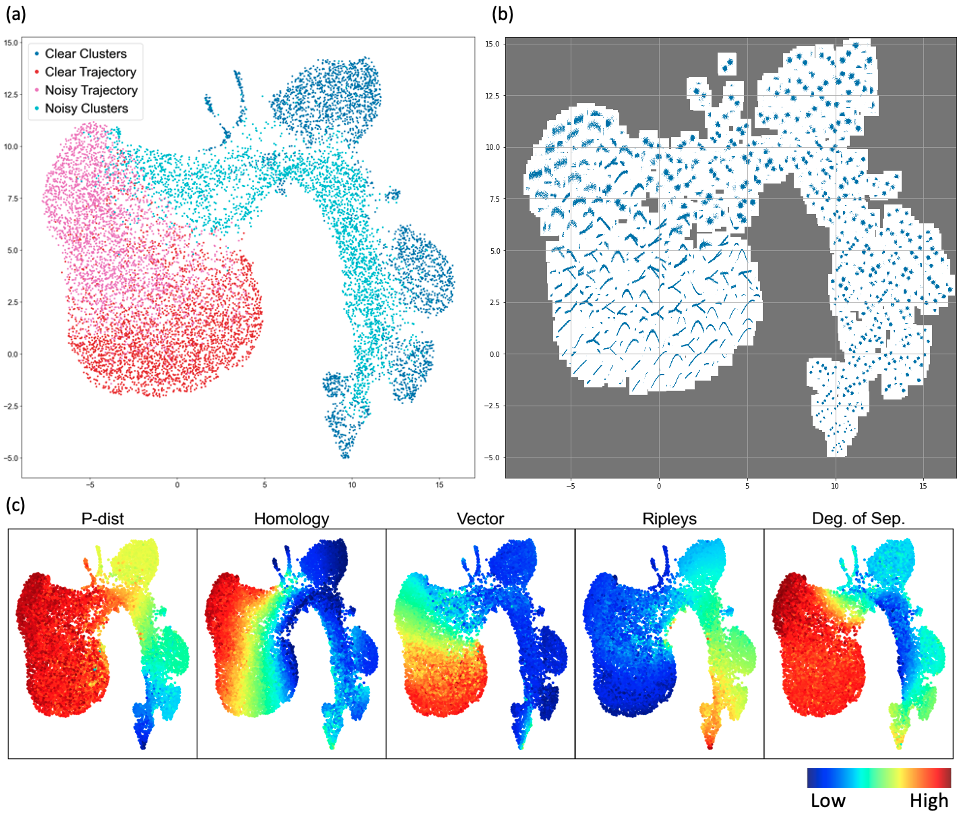 (a)
(b)
15.0
12.5
10.0
7.5
5.0
2.5
0.0
−2.5
−5.0
−5
0
5
10
15
Clear Clusters
Clear Trajectory
Noisy Trajectory
Noisy Clusters
15.0
12.5
10.0
7.5
5.0
2.5
0.0
−2.5
−5.0
−5
0
5
10
15
(c)
P-dist
Homology
Vector
Ripleys
Deg. of Sep.
Low
High